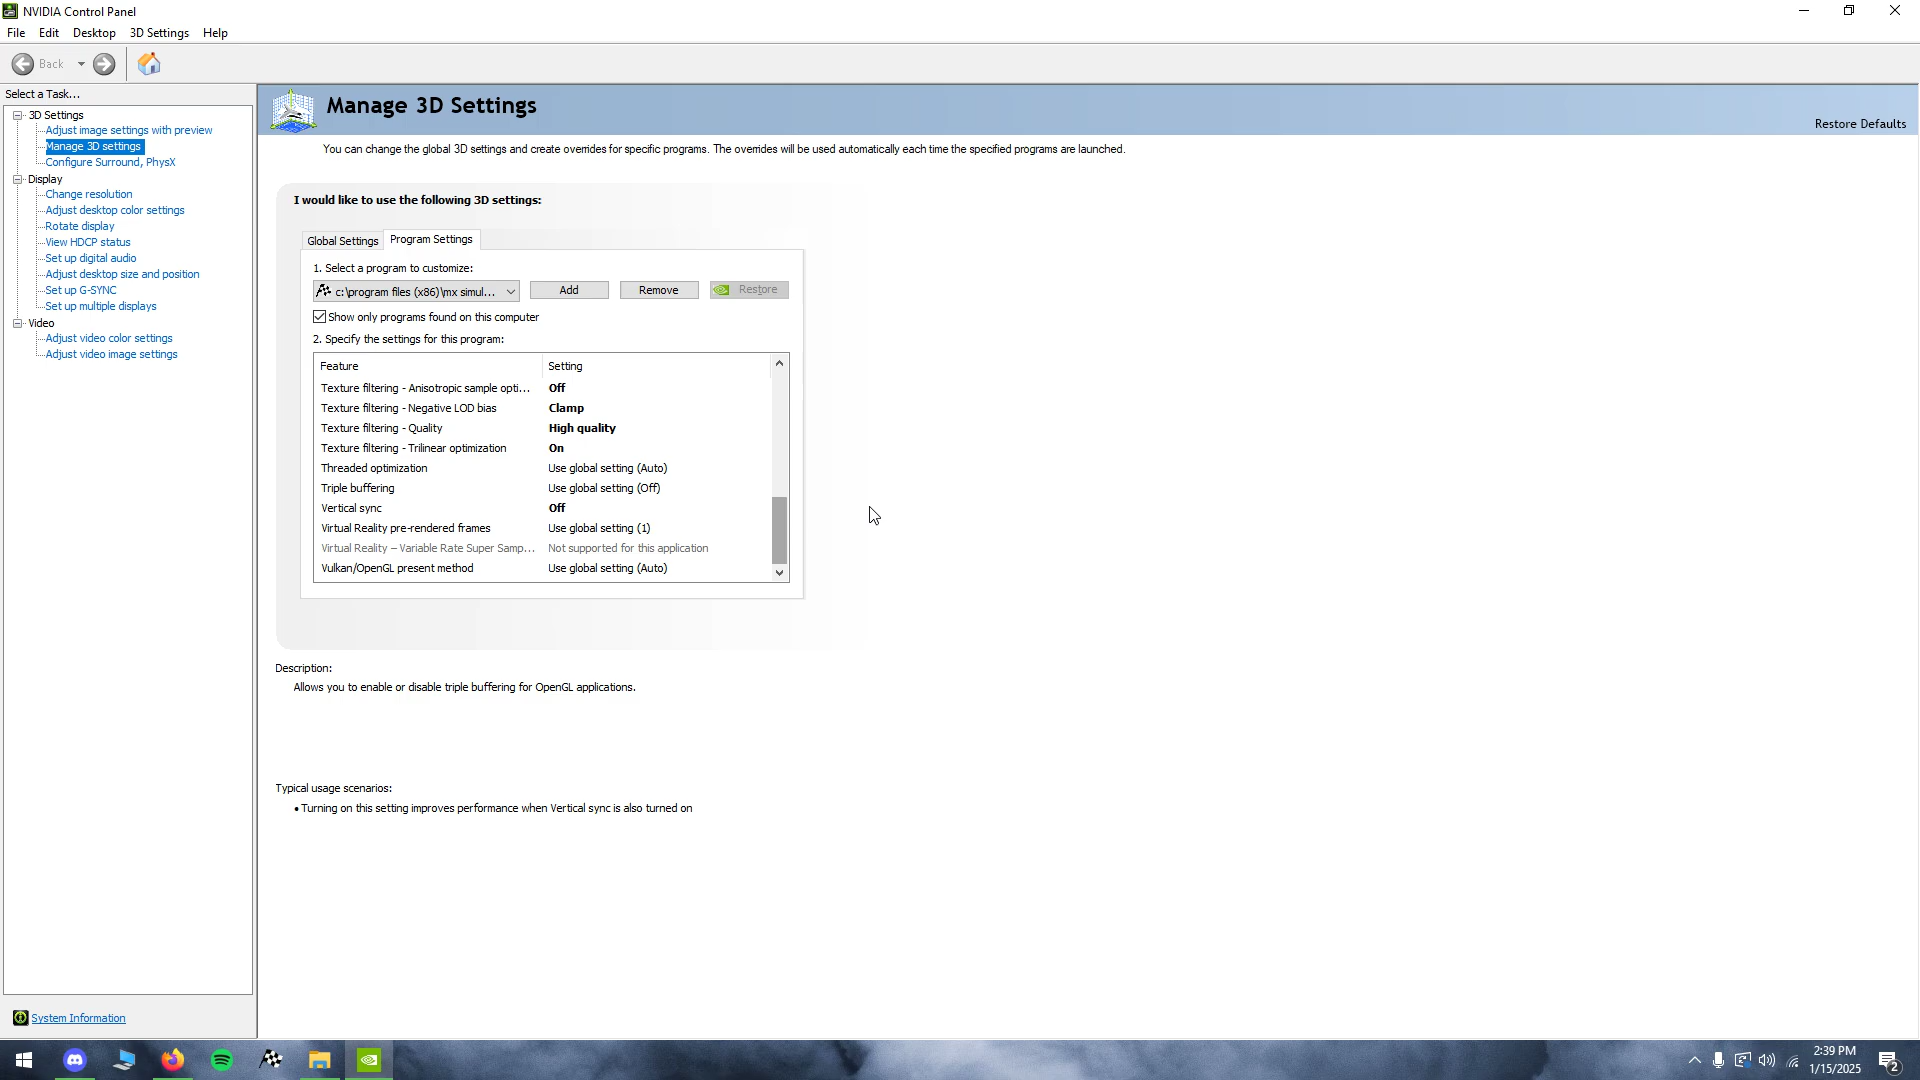 NVIDIA Control Panel
File Edit Desktop 3D Settings Help
Back
Select a Task...
3D Settings
Adjust image settings with preview
Manage 3D settings
Configure Surround, PhysX
Display
Change resolution
Adjust desktop color settings
Rotate display
View HDCP status
Set up digital audio
Adjust desktop size and position
Set up G-SYNC
Set up multiple displays
Video
Adjust video color settings
Adjust video image settings
System Information
Manage 3D Settings
Restore Defaults
You can change the global 3D settings and create overrides for specific programs. The overrides will be used automatically each time the specified programs are launched.
I would like to use the following 3D settings:
Global Settings Program Settings
1. Select a program to customize:
c:\program files (x86)\mx simul... Add Remove Restore
Show only programs found on this computer
2. Specify the settings for this program:
Feature Setting
Texture filtering - Anisotropic sample opti... Off
Texture filtering - Negative LOD bias Clamp
Texture filtering - Quality High quality
Texture filtering - Trilinear optimization On
Threaded optimization Use global setting (Auto)
Triple buffering Use global setting (Off)
Vertical sync Off
Virtual Reality pre-rendered frames Use global setting (1)
Virtual Reality – Variable Rate Super Samp... Not supported for this application
Vulkan/OpenGL present method Use global setting (Auto)
Description:
Allows you to enable or disable triple buffering for OpenGL applications.
Typical usage scenarios:
• Turning on this setting improves performance when Vertical sync is also turned on
2:39 PM
1/15/2025
2